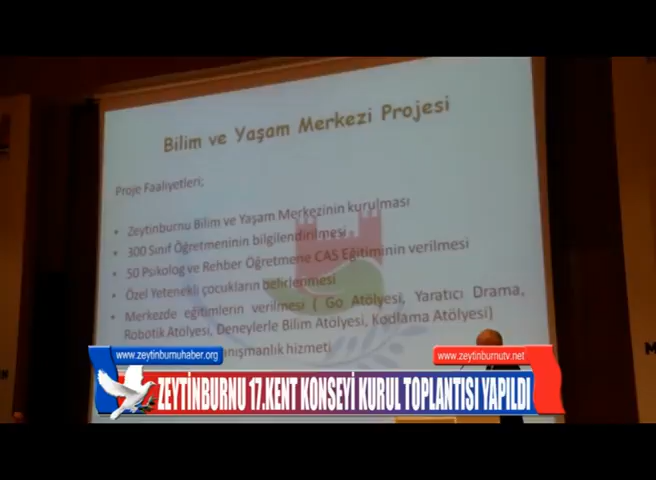 Bilim ve Yaşam Merkezi Projesi
Proje Faaliyetleri;
• Zeytinburnu Bilim ve Yaşam Merkezinin kurulması
• 300 Sınıf Öğretmeninin bilgilendirilmesi
• 50 Psikolog ve Rehber Öğretmene CAS Eğitiminin verilmesi
• Özel Yetenekli çocukların belirlenmesi
• Merkezde eğitimlerin verilmesi ( Go Atölyesi, Yaratıcı Drama,
Robotik Atölyesi, Deneylerle Bilim Atölyesi, Kodlama Atölyesi)
hizmeti
www.zeytinburnuhaber.org
www.zeytinburnutv.net
ZEYTİNBURNU 17.KENT KONSEYİ KURUL TOPLANTISI YAPILDI